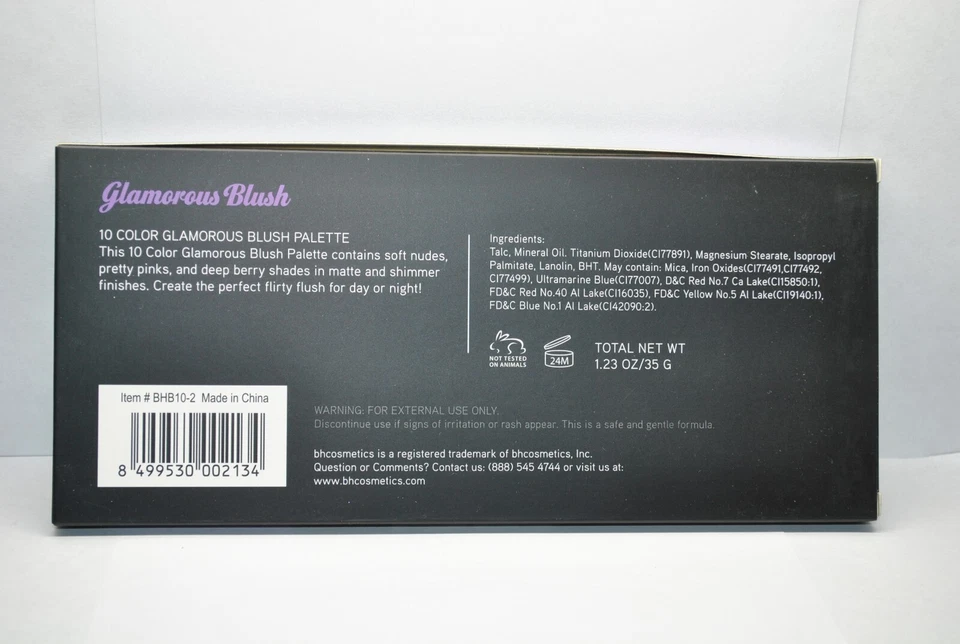 Glamorous Blush
10 COLOR GLAMOROUS BLUSH PALETTE
This 10 Color Glamorous Blush Palette contains soft nudes,
pretty pinks, and deep berry shades in matte and shimmer
finishes. Create the perfect flirty flush for day or night!
Ingredients:
Talc, Mineral Oil. Titanium Dioxide(CI77891), Magnesium Stearate, Isopropyl
Palmitate, Lanolin, BHT. May contain: Mica, Iron Oxides(CI77491,CI77492,
CI77499), Ultramarine Blue(CI77007), D&C Red No.7 Ca Lake(CI15850:1),
FD&C Red No.40 Al Lake(CI16035), FD&C Yellow No.5 Al Lake(CI19140:1),
FD&C Blue No.1 Al Lake(CI42090:2).
NOT TESTED
ON ANIMALS
24M
TOTAL NET WT
1.23 OZ/35 G
Item # BHB10-2 Made in China
8 499530 002134
WARNING: FOR EXTERNAL USE ONLY.
Discontinue use if signs of irritation or rash appear. This is a safe and gentle formula.
bhcosmetics is a registered trademark of bhcosmetics, Inc.
Question or Comments? Contact us: (888) 545 4744 or visit us at:
www.bhcosmetics.com